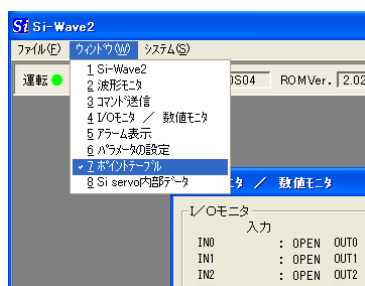 Si Si-Wave2
ﾌｧｲﾙ(F) ｳｨﾝﾄﾞｳ(W) ｼｽﾃﾑ(S)
運転 DS04 ROMVer. 2.02
1 Si-Wave2
2 波形ﾓﾆﾀ
3 ｺﾏﾝﾄﾞ送信
4 I/Oﾓﾆﾀ ／ 数値ﾓﾆﾀ
5 ｱﾗｰﾑ表示
6 ﾊﾟﾗﾒｰﾀの設定
✓ 7 ﾎﾟｲﾝﾄﾃｰﾌﾞﾙ
8 Si servo内部ﾃﾞｰﾀ
ﾀ ／ 数値ﾓﾆﾀ
I/Oモニタ
入力
IN0 : OPEN OUT0
IN1 : OPEN OUT1
IN2 : OPEN OUT2